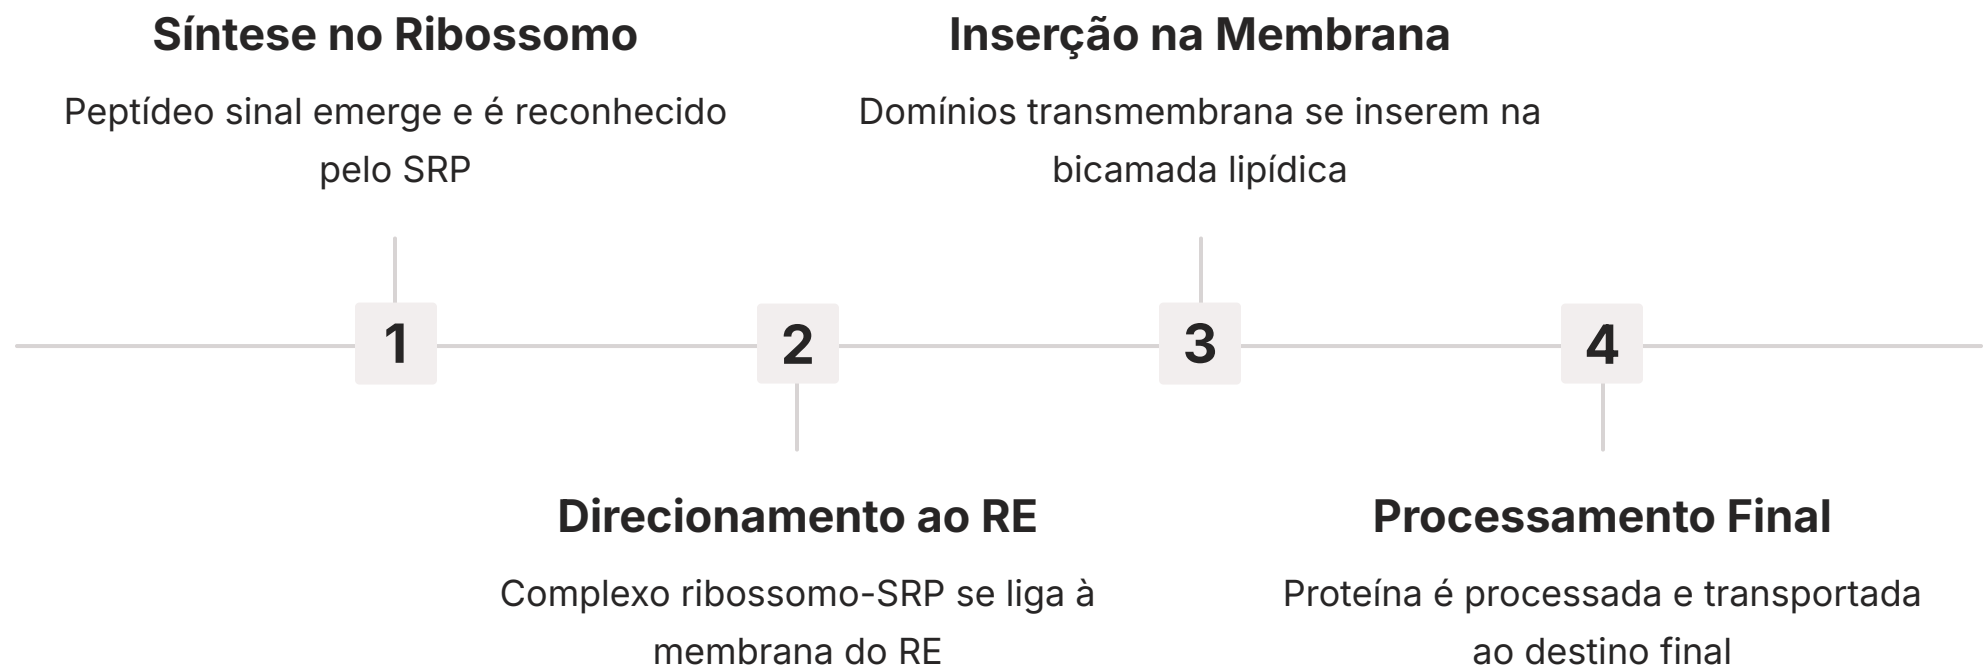 Síntese no Ribossomo
Peptídeo sinal emerge e é reconhecido
pelo SRP
1
2
Direcionamento ao RE
Complexo ribossomo-SRP se liga à
membrana do RE
Inserção na Membrana
Domínios transmembrana se inserem na
bicamada lipídica
3
4
Processamento Final
Proteína é processada e transportada
ao destino final